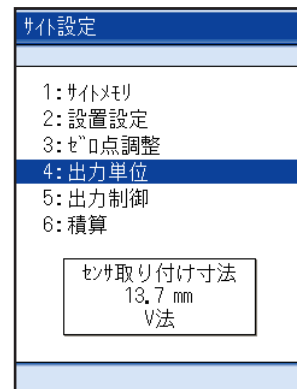 ｻｲﾄ設定
1:ｻｲﾄﾒﾓﾘ
2:設置設定
3:ｾﾞﾛ点調整
4:出力単位
5:出力制御
6:積算
ｾﾝｻ取り付け寸法
13.7 mm
V法